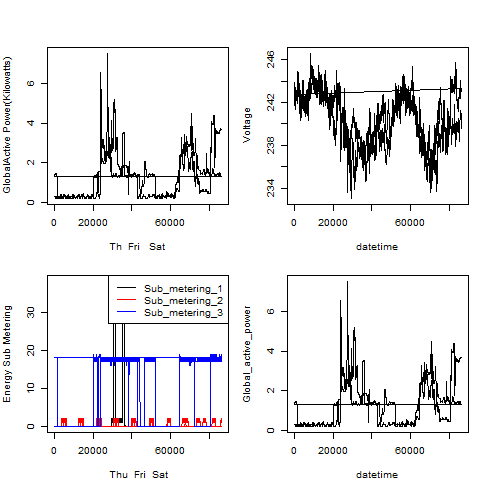 GlobalActive Power(Kilowatts)
0 2 4 6
0 20000 60000
Th Fri Sat
Voltage
234 238 242 246
0 20000 60000
datetime
Energy Sub Metering
0 10 20 30
Sub_metering_1
Sub_metering_2
Sub_metering_3
0 20000 60000
Thu Fri Sat
Global_active_power
0 2 4 6
0 20000 60000
datetime